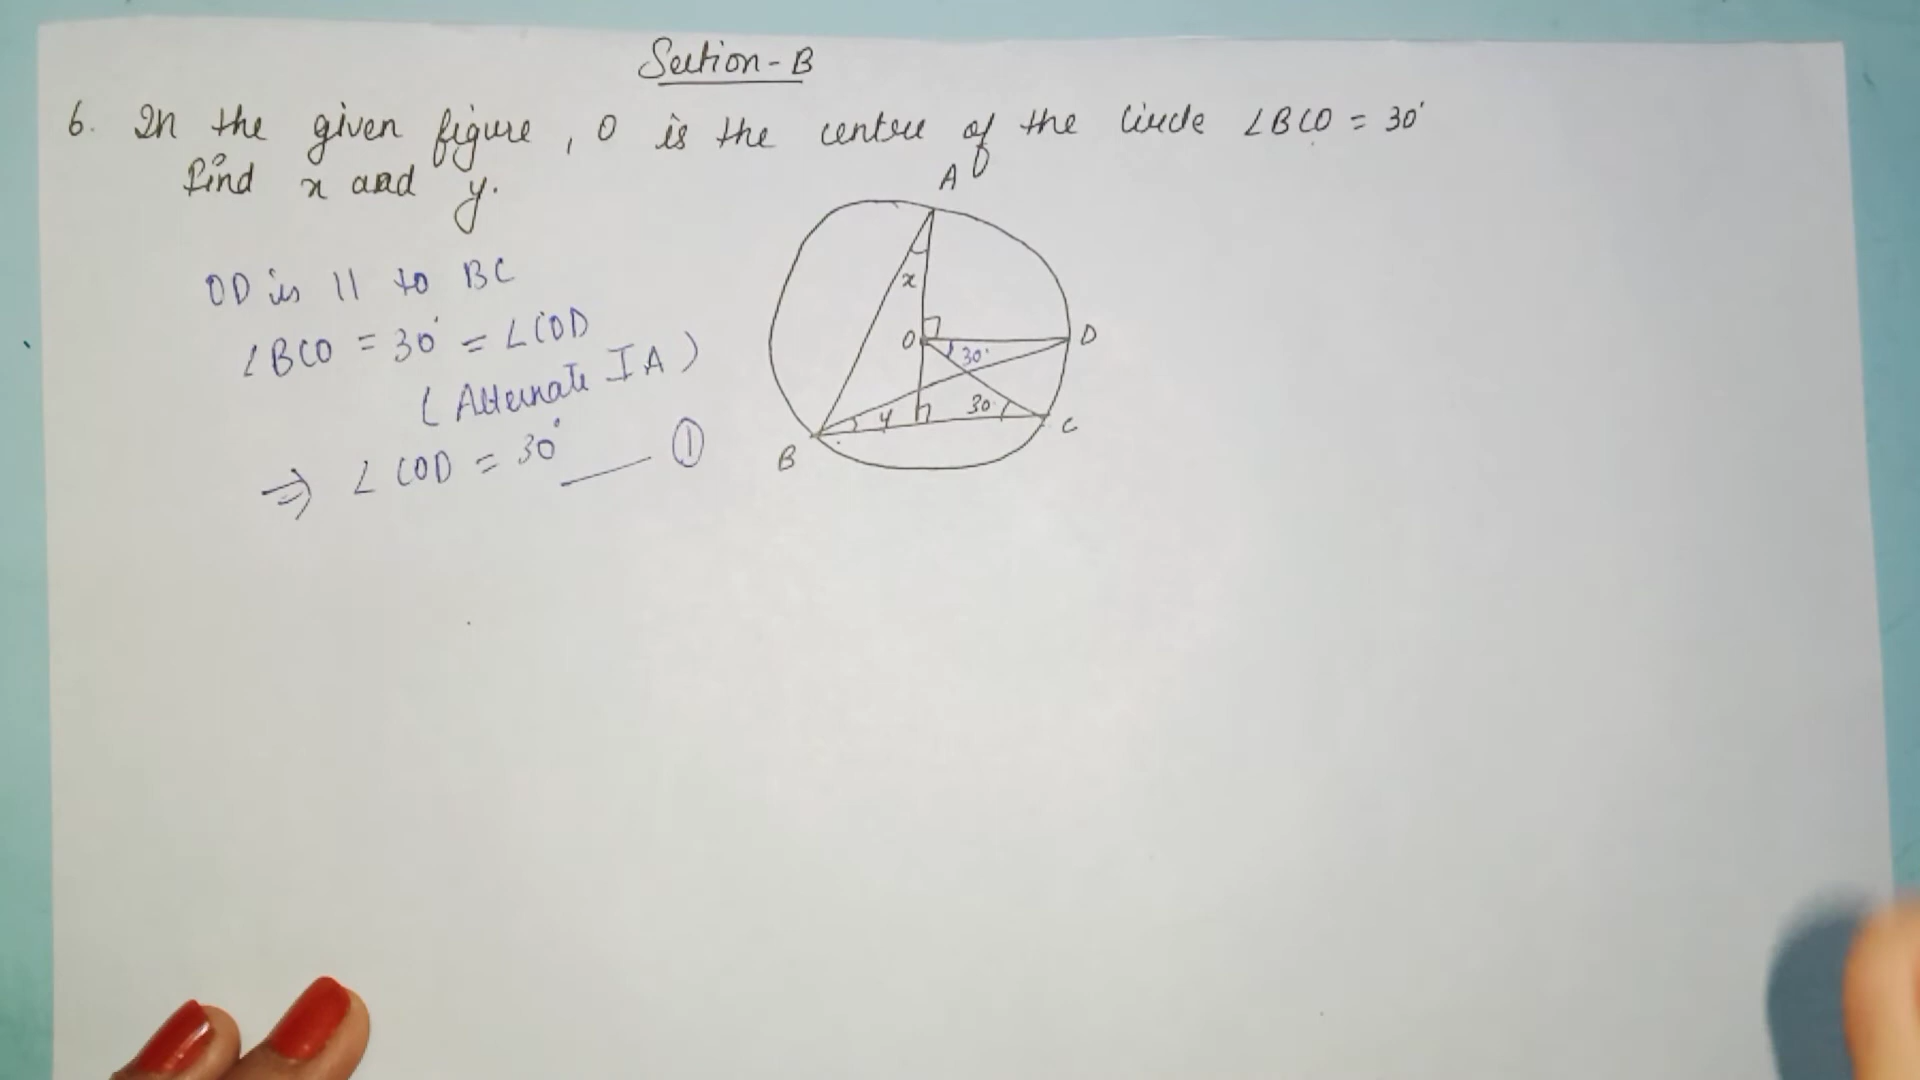 Section-B
6. In the given figure, O is the centre of the circle ∠BCO = 30°
find x and y.
A
OD is || to BC
x
∠BCO = 30° = ∠COD
O
D
30°
(Alternate IA)
y
30
C
B
⇒ ∠COD = 30° ①